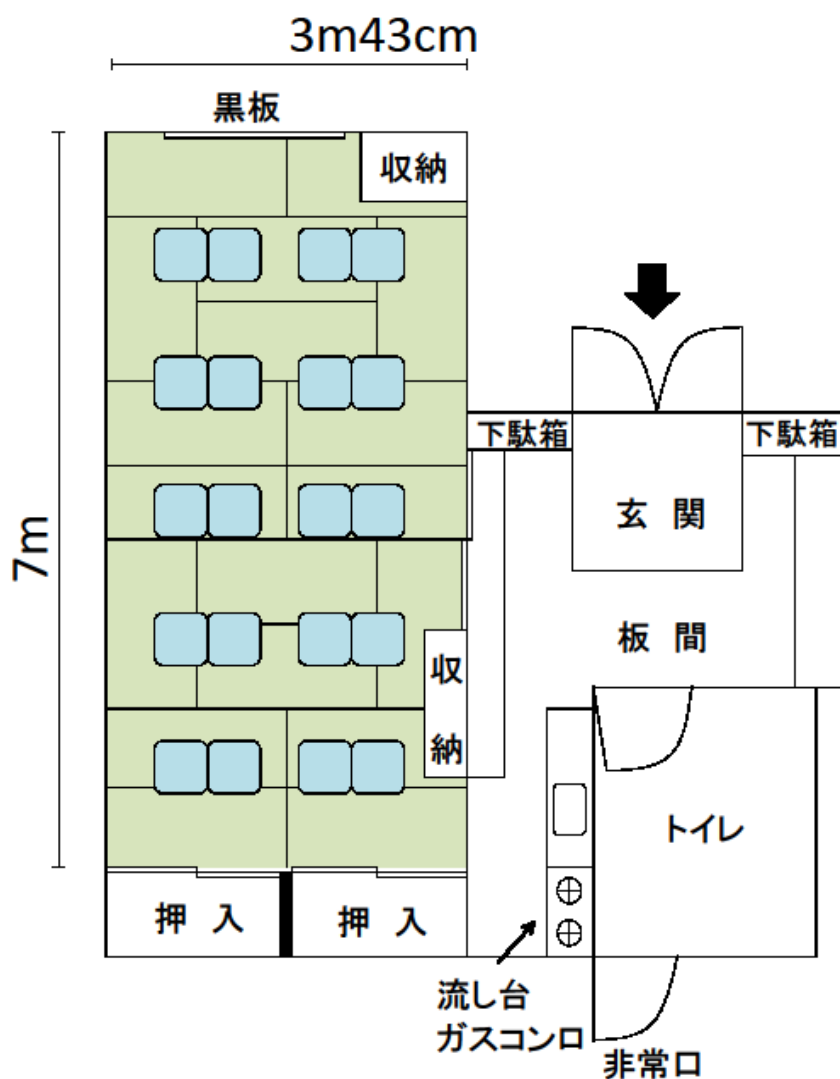 3m43cm
黒板
収納
下駄箱
下駄箱
玄 関
7m
板 間
収
納
トイレ
押 入
押 入
流し台
ガスコンロ
非常口